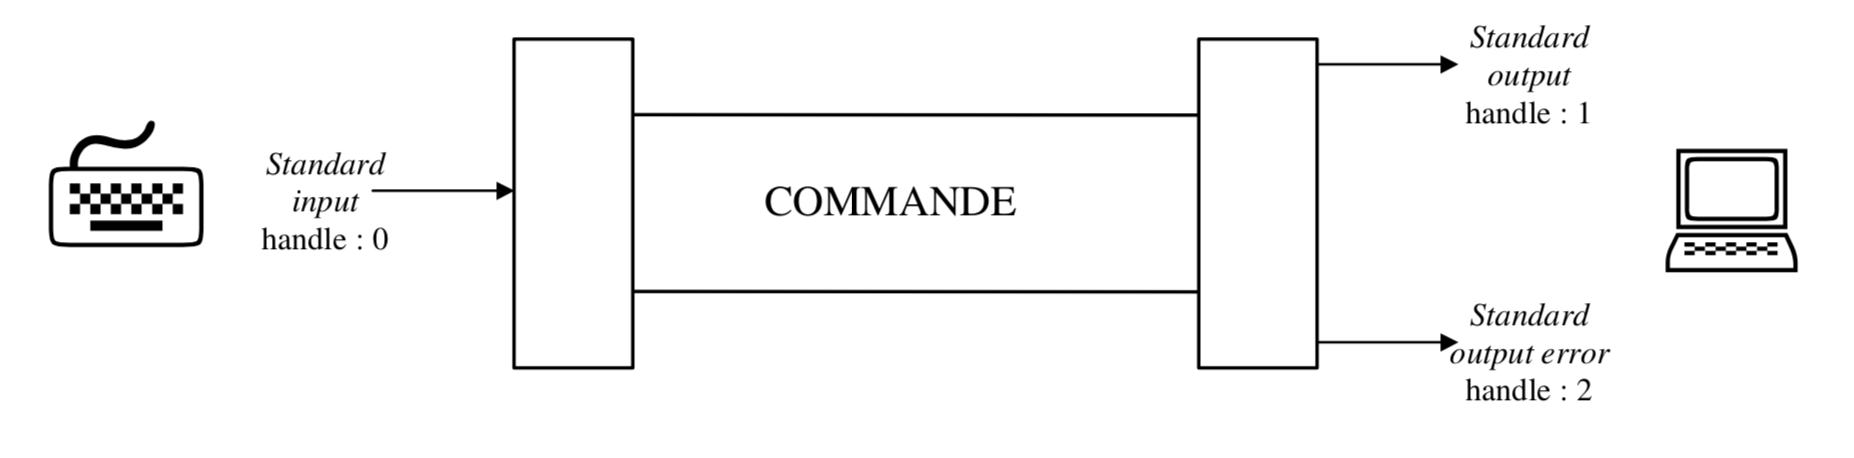 Standard
input
handle : 0
COMMANDE
Standard
output
handle : 1
Standard
output error
handle : 2